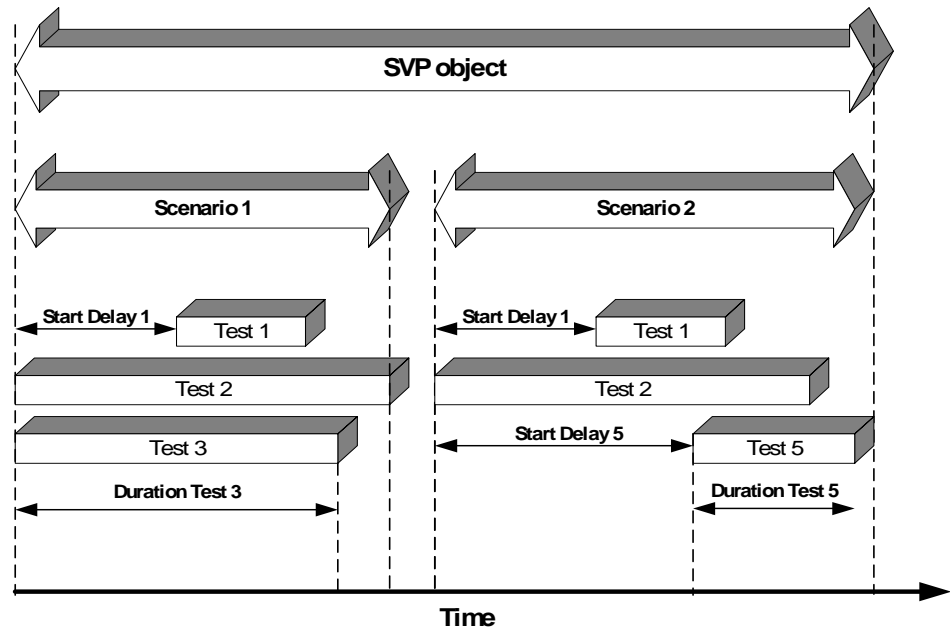 SVP object
Scenario 1
Scenario 2
Start Delay 1
Test 1
Start Delay 1
Test 1
Test 2
Test 2
Test 3
Start Delay 5
Test 5
Duration Test 3
Duration Test 5
Time